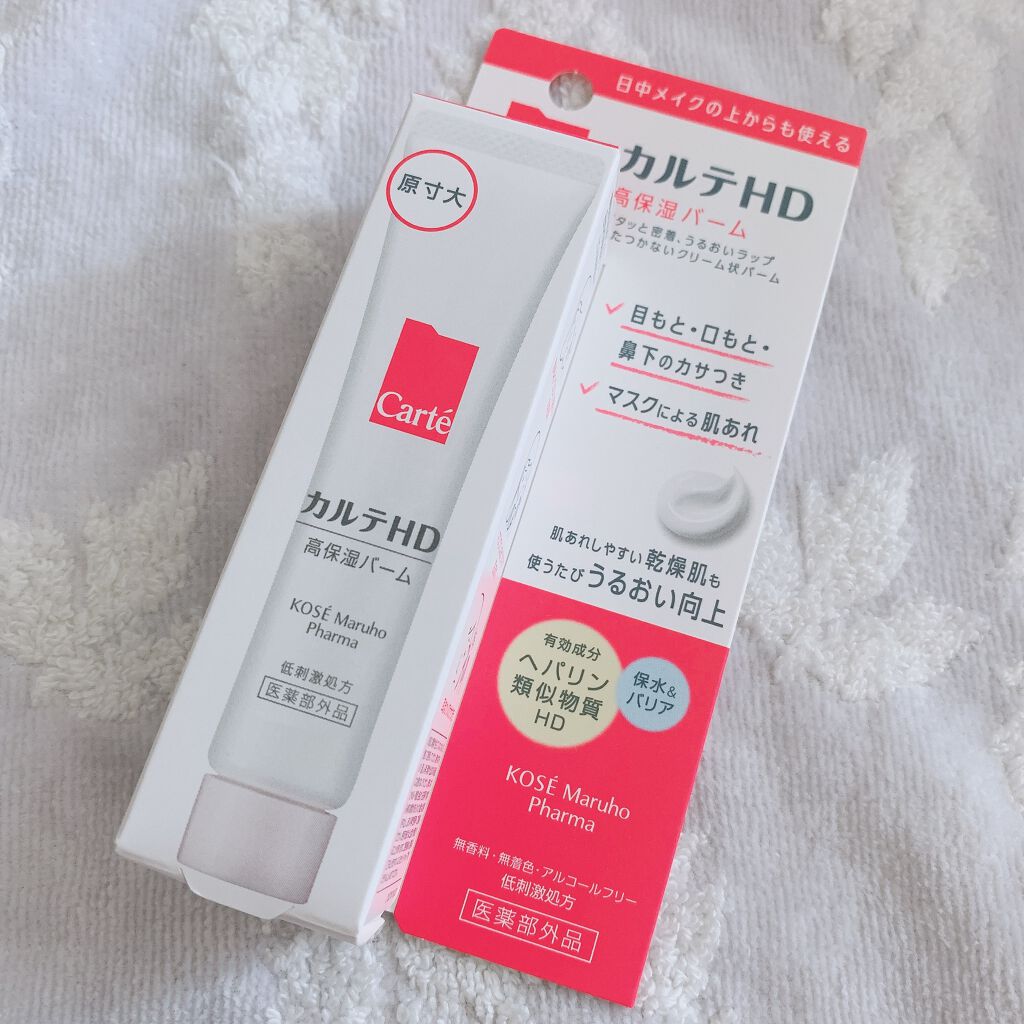 原寸大
Carté
カルテHD
高保湿バーム
KOSÉ Maruho
Pharma
低刺激処方
医薬部外品
日中メイクの上からも使える
カルテHD
高保湿バーム
タッと密着、うるおいラップ
たつかないクリーム状バーム
目もと・口もと・
鼻下のカサつき
マスクによる肌あれ
肌あれしやすい乾燥肌も
使うたびうるおい向上
有効成分
ヘパリン
類似物質
HD
保水&
バリア
KOSÉ Maruho
Pharma
無香料・無着色・アルコールフリー
低刺激処方
医薬部外品